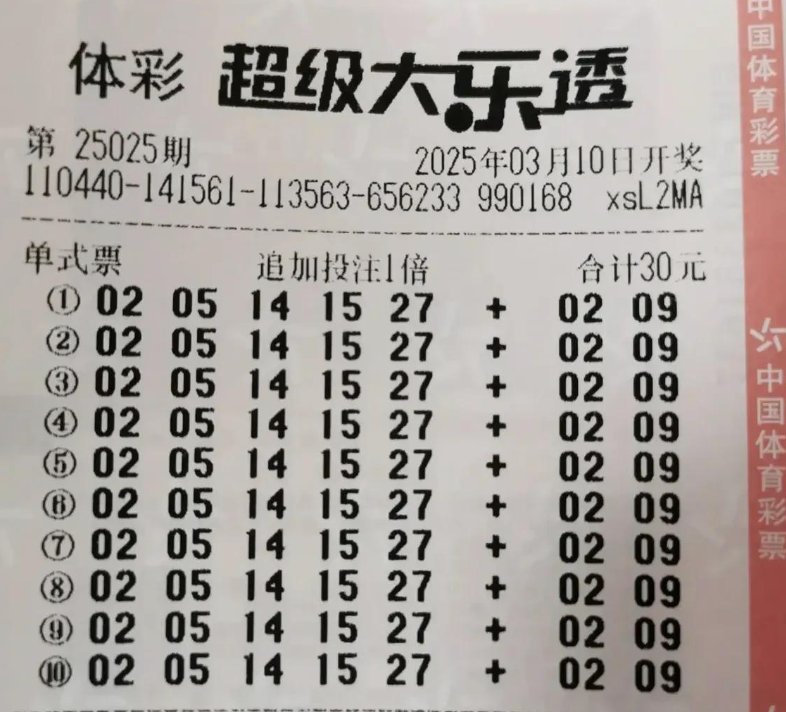 体彩 超级大乐透
第 25025期 2025年03月10日开奖
110440-141561-113563-656233 990168 xsL2MA
单式票 追加投注1倍 合计30元
① 02 05 14 15 27 + 02 09
② 02 05 14 15 27 + 02 09
③ 02 05 14 15 27 + 02 09
④ 02 05 14 15 27 + 02 09
⑤ 02 05 14 15 27 + 02 09
⑥ 02 05 14 15 27 + 02 09
⑦ 02 05 14 15 27 + 02 09
⑧ 02 05 14 15 27 + 02 09
⑨ 02 05 14 15 27 + 02 09
⑩ 02 05 14 15 27 + 02 09
中国体育彩票
中国体育彩票